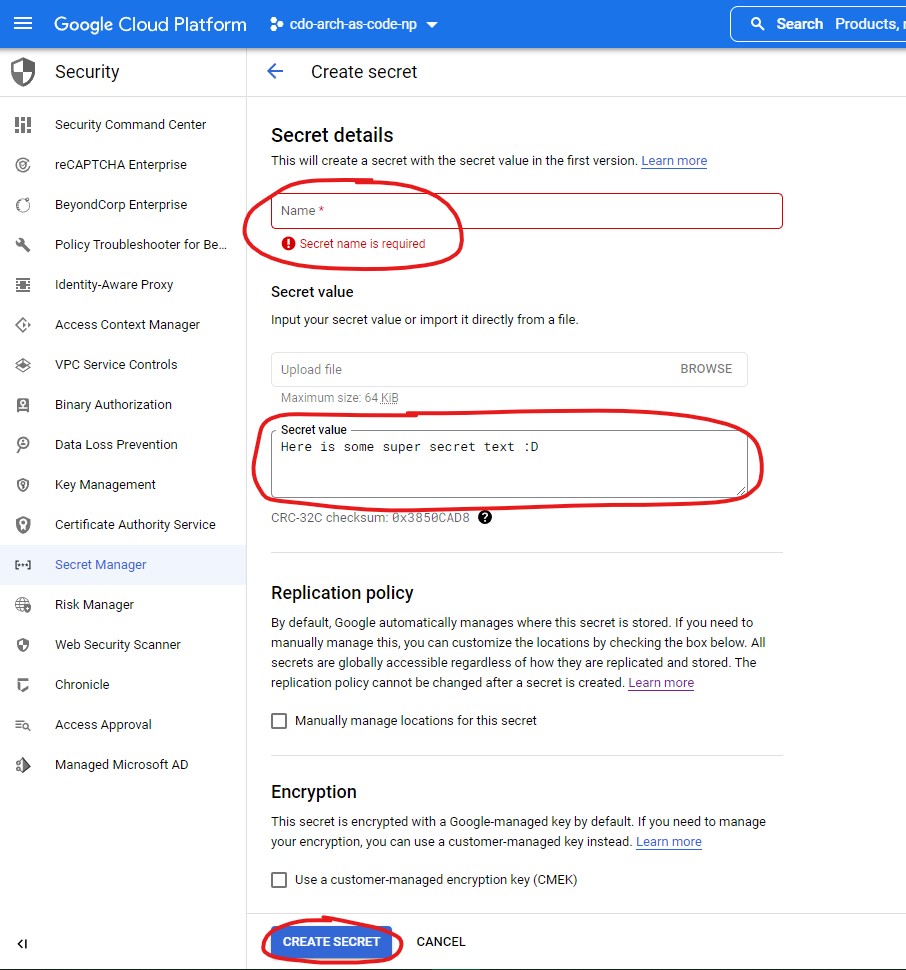 Google Cloud Platform
cdo-arch-as-code-np
Search Products,
Security
Create secret
Security Command Center
reCAPTCHA Enterprise
BeyondCorp Enterprise
Policy Troubleshooter for Be...
Identity-Aware Proxy
Access Context Manager
VPC Service Controls
Binary Authorization
Data Loss Prevention
Key Management
Certificate Authority Service
Secret Manager
Risk Manager
Web Security Scanner
Chronicle
Access Approval
Managed Microsoft AD
Secret details
This will create a secret with the secret value in the first version. Learn more
Name *
Secret name is required
Secret value
Input your secret value or import it directly from a file.
Upload file
BROWSE
Maximum size: 64 KiB
Secret value
Here is some super secret text :D
CRC-32C checksum: 0x3850CAD8
Replication policy
By default, Google automatically manages where this secret is stored. If you need to
manually manage this, you can customize the locations by checking the box below. All
secrets are globally accessible regardless of how they are replicated and stored. The
replication policy cannot be changed after a secret is created. Learn more
Manually manage locations for this secret
Encryption
This secret is encrypted with a Google-managed key by default. If you need to manage
your encryption, you can use a customer-managed key instead. Learn more
Use a customer-managed encryption key (CMEK)
CREATE SECRET
CANCEL